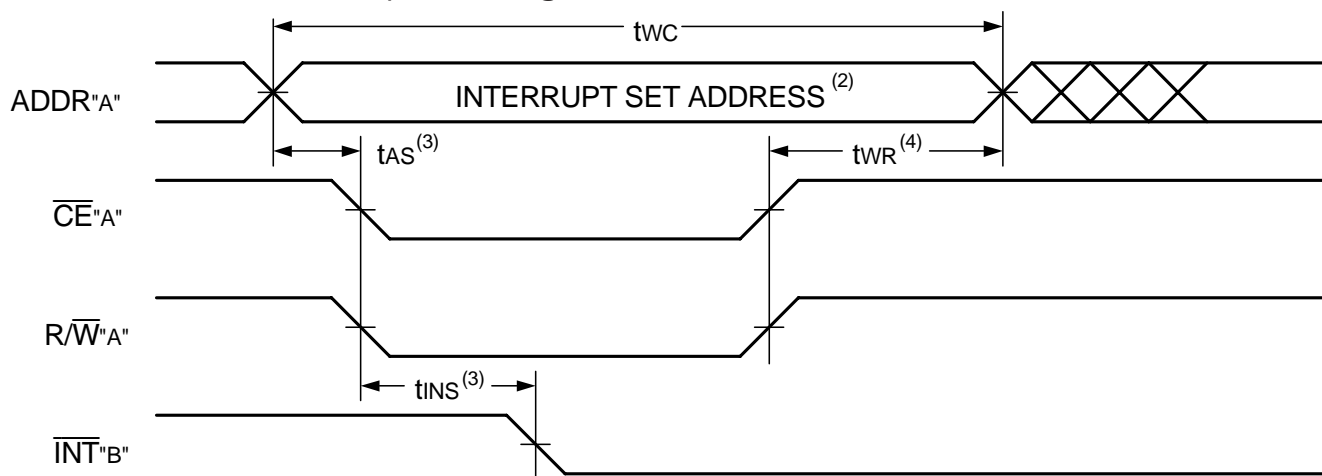 tWC
ADDR"A"
INTERRUPT SET ADDRESS (2)
tAS(3)
tWR(4)
CE"A"
R/W"A"
tINS(3)
INT"B"